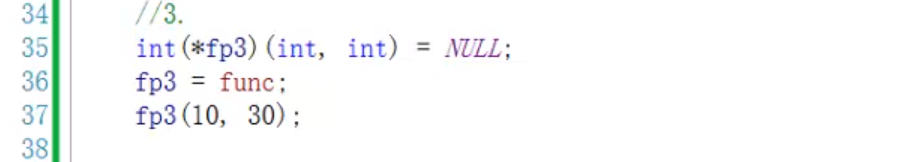 34 //3.
35 int(*fp3)(int, int) = NULL;
36 fp3 = func;
37 fp3(10, 30);
38